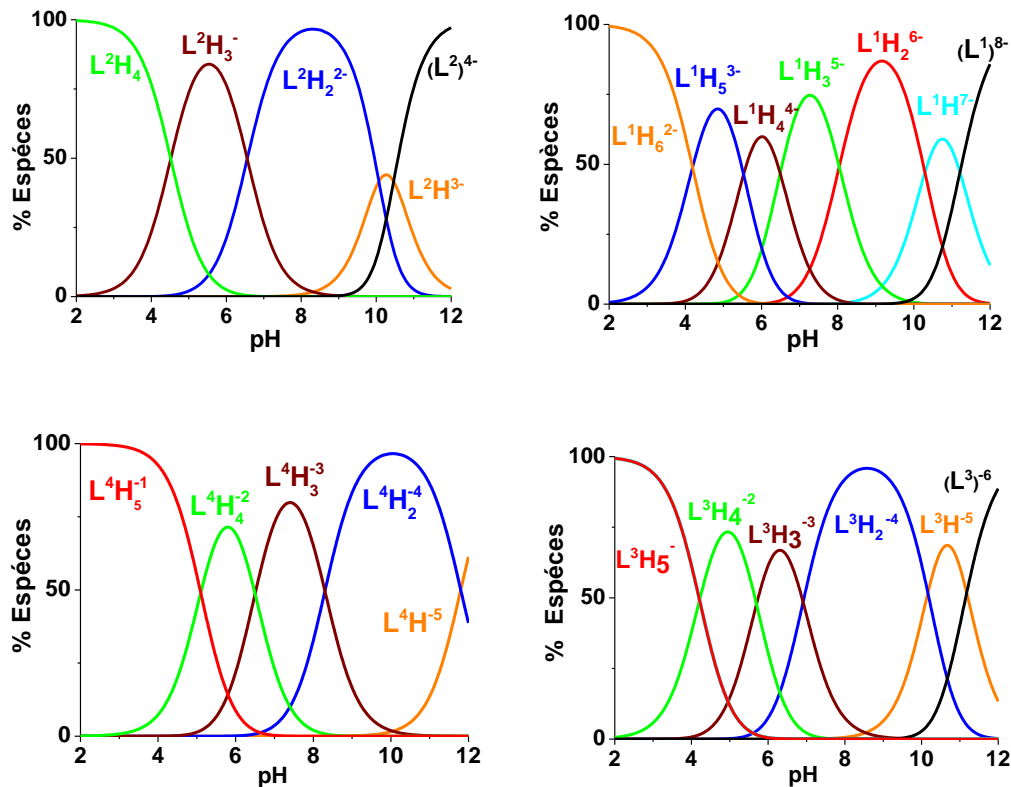 % Espéces
100
50
0
2 4 6 8 10 12
pH
L²H₄
L²H₃⁻
L²H₂²⁻
L²H³⁻
(L²)⁴⁻
% Espèces
100
50
0
2 4 6 8 10 12
pH
L¹H₆²⁻
L¹H₅³⁻
L¹H₄⁴⁻
L¹H₃⁵⁻
L¹H₂⁶⁻
L¹H⁷⁻
(L¹)⁸⁻
% Espéces
100
50
0
2 4 6 8 10 12
pH
L⁴H₅⁻¹
L⁴H₄⁻²
L⁴H₃⁻³
L⁴H₂⁻⁴
L⁴H⁻⁵
% Espéces
100
50
0
2 4 6 8 10 12
pH
L³H5⁻
L³H4⁻²
L³H3⁻³
L³H₂⁻⁴
L³H⁻⁵
(L³)⁻⁶